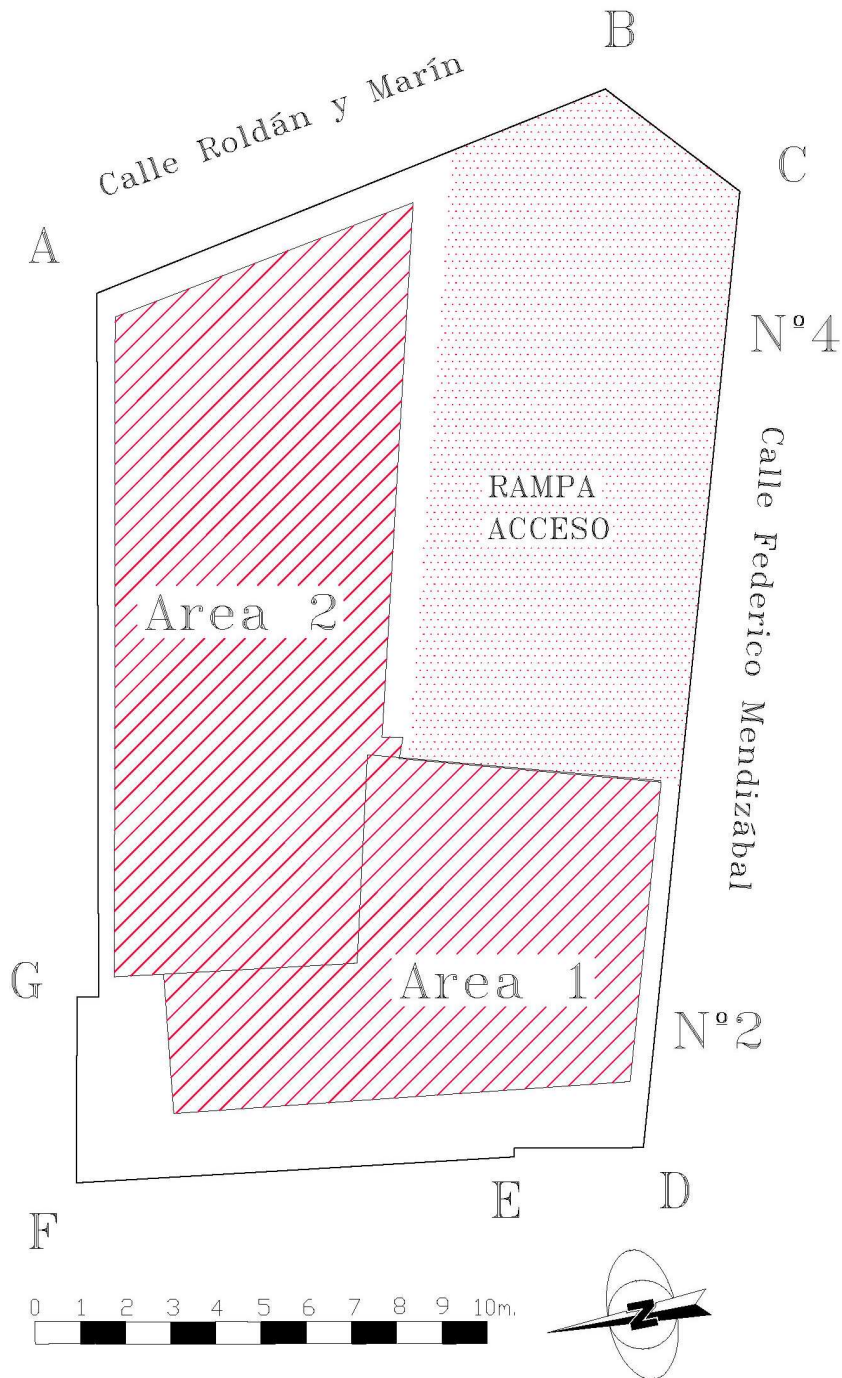 B
Calle Roldán y Marín
C
A
Nº4
RAMPA
ACCESO
Calle Federico Mendizábal
Area 2
G
Area 1
Nº2
E
D
F
0 1 2 3 4 5 6 7 8 9 10m.
N